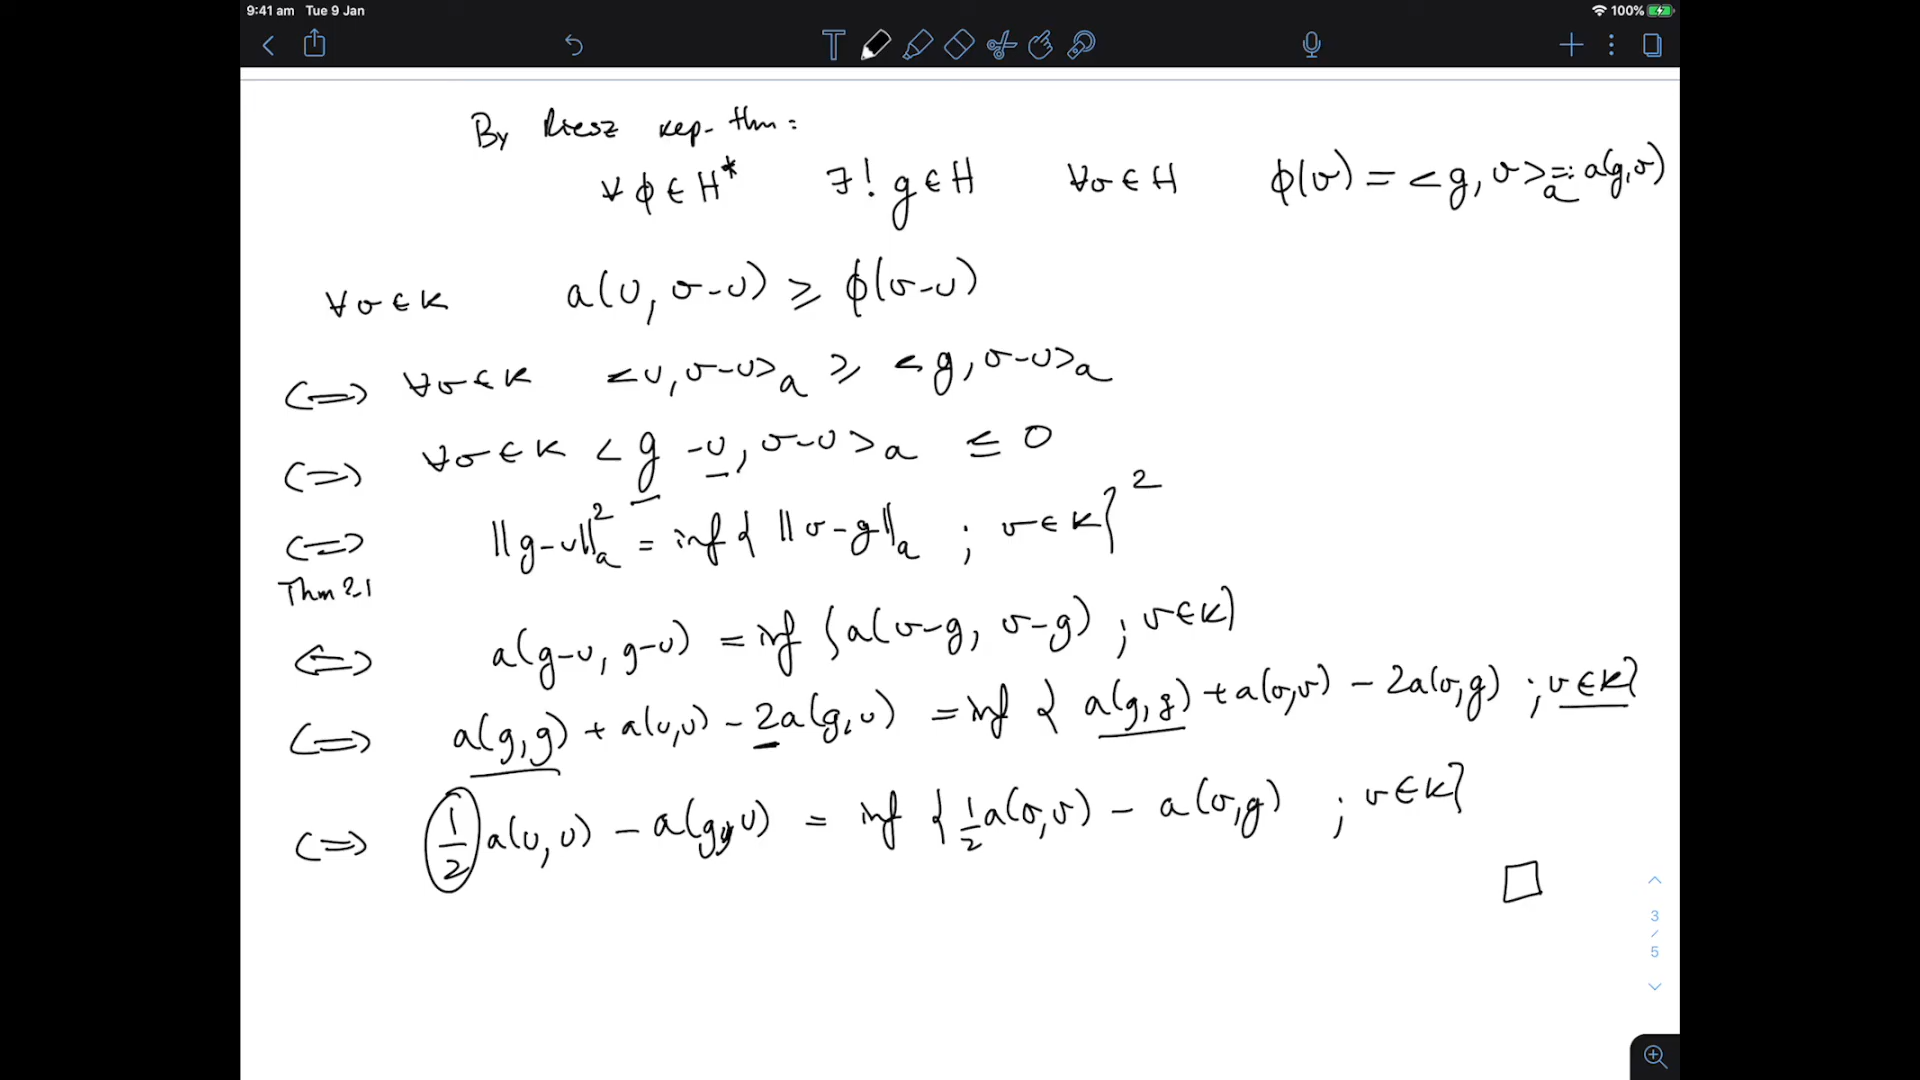 9:41 am Tue 9 Jan 100%
By Riesz rep. thm:
∀ϕ∈H* ∃! g∈H ∀v∈H ϕ(v) = <g, v>_a =: a(g,v)
∀v∈K a(u, v-u) ≥ ϕ(v-u)
⟺ ∀v∈K <u, v-u>_a ≥ <g, v-u>_a
⟺ ∀v∈K <g-u, v-u>_a ≤ 0
⟺ ||g-u||_a^2 = inf{ ||v-g||_a ; v∈K}^2
Thm 2.1
⟺ a(g-u, g-u) = inf {a(v-g, v-g) ; v∈K}
⟺ a(g,g) + a(u,u) - 2a(g,u) = inf { a(g,g) + a(v,v) - 2a(v,g) ; v∈K}
⟺ 1/2 a(u,u) - a(g,u) = inf { 1/2 a(v,v) - a(v,g) ; v∈K}
□
3
/
5